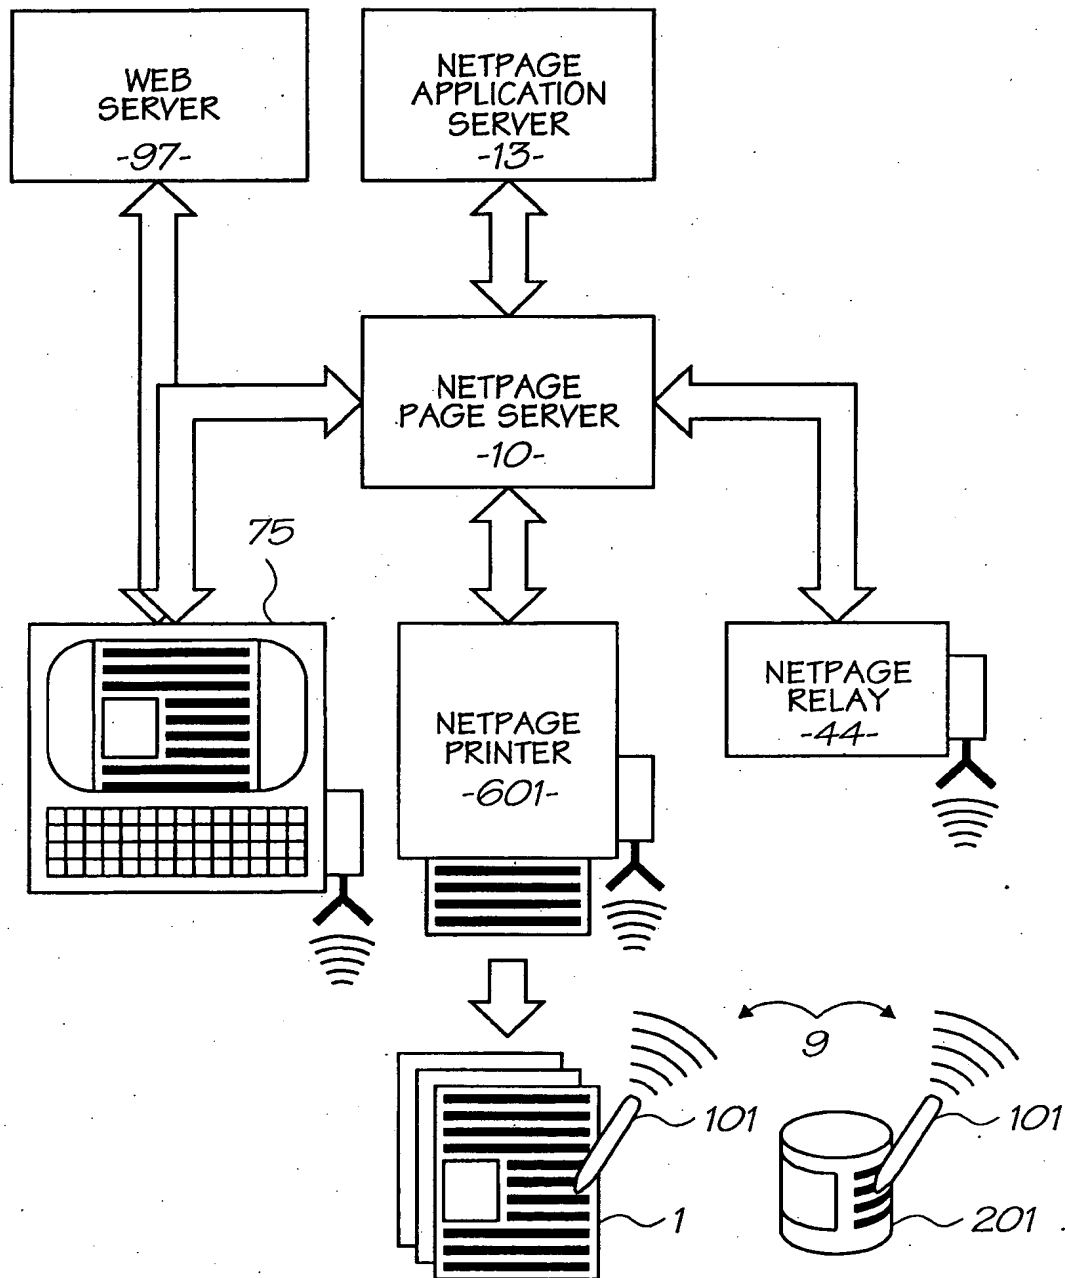 WEB
SERVER
-97-
NETPAGE
APPLICATION
SERVER
-13-
NETPAGE
PAGE SERVER
-10-
75
NETPAGE
PRINTER
-601-
NETPAGE
RELAY
-44-
9
101
101
1
201